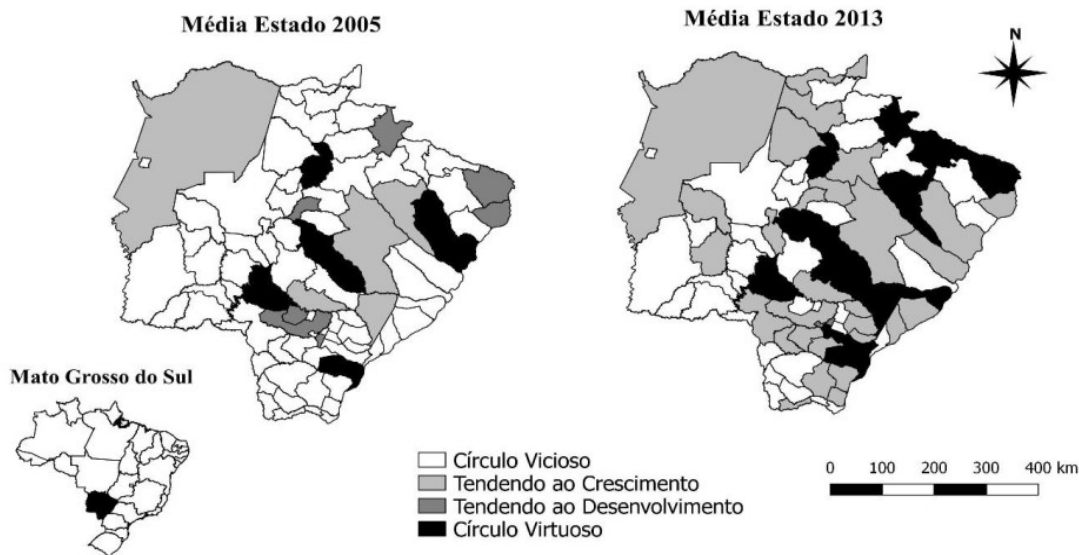 Média Estado 2005
Média Estado 2013
N
Mato Grosso do Sul
Círculo Vicioso
Tendendo ao Crescimento
Tendendo ao Desenvolvimento
Círculo Virtuoso
0 100 200 300 400 km